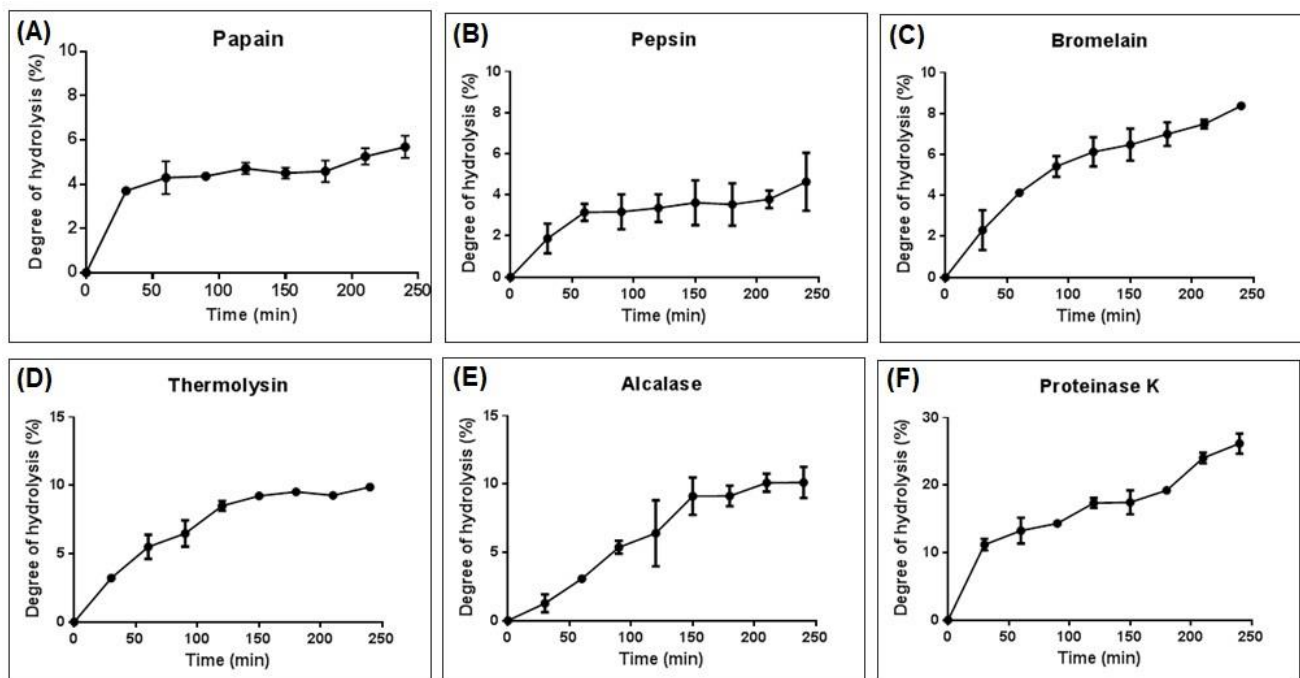 (A)
Papain
Degree of hydrolysis (%)
10
8
6
4
2
0
0 50 100 150 200 250
Time (min)
(B)
Pepsin
Degree of hydrolysis (%)
10
8
6
4
2
0
0 50 100 150 200 250
Time (min)
(C)
Bromelain
Degree of hydrolysis (%)
10
8
6
4
2
0
0 50 100 150 200 250
Time (min)
(D)
Thermolysin
Degree of hydrolysis (%)
15
10
5
0
0 50 100 150 200 250
Time (min)
(E)
Alcalase
Degree of hydrolysis (%)
15
10
5
0
0 50 100 150 200 250
Time (min)
(F)
Proteinase K
Degree of hydrolysis (%)
30
20
10
0
0 50 100 150 200 250
Time (min)